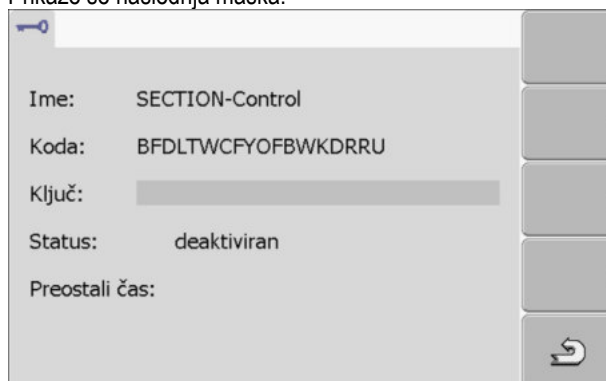 Prikaže se naslednja maska:
Ime: SECTION-Control
Koda: BFDLTWCFYOFBWKDRRU
Ključ:
Status: deaktiviran
Preostali čas: